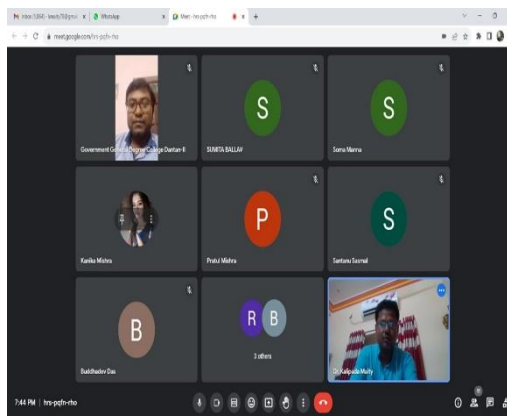 WhatsApp
Meet - hrs-pqfn-rho
meet.google.com/hrs-pqfn-rho
S
S
Government General Degree College Dantan-II
SUMITA BALLAV
Soma Manna
P
S
Kanika Mishra
Pratul Mishra
Santanu Sasmal
B
R B
3 others
Buddhadev Das
Dr. Kalipada Maity
7:44 PM | hrs-pqfn-rho